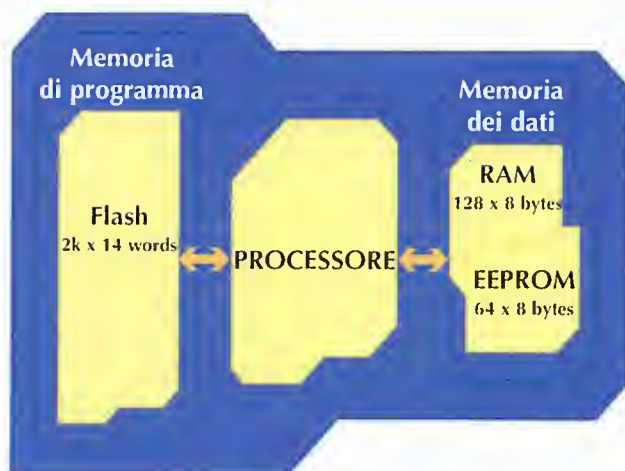 Memoria
di programma
Flash
2k x 14 words
PROCESSORE
Memoria
dei dati
RAM
128 x 8 bytes
EEPROM
64 x 8 bytes